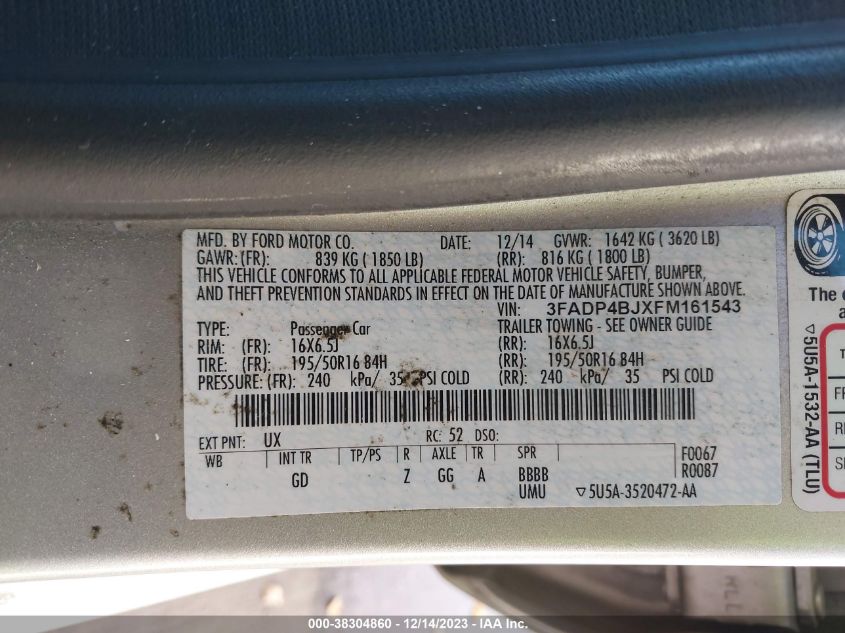 MFD. BY FORD MOTOR CO. DATE: 12/14 GVWR: 1642 KG ( 3620 LB)
GAWR: (FR): 839 KG ( 1850 LB) (RR): 816 KG ( 1800 LB)
THIS VEHICLE CONFORMS TO ALL APPLICABLE FEDERAL MOTOR VEHICLE SAFETY, BUMPER,
AND THEFT PREVENTION STANDARDS IN EFFECT ON THE DATE OF MANUFACTURE SHOWN ABOVE.
VIN: 3FADP4BJXFM161543
TYPE: Passenger Car TRAILER TOWING - SEE OWNER GUIDE
RIM: (FR): 16X6.5J (RR): 16X6.5J
TIRE: (FR): 195/50R16 84H (RR): 195/50R16 84H
PRESSURE: (FR): 240 kPa/ 35 PSI COLD (RR): 240 kPa/ 35 PSI COLD
EXT PNT: UX RC: 52 DSO:
WB INT TR TP/PS R AXLE TR SPR F0067
GD Z GG A BBBB R0087
UMU ▽5U5A-3520472-AA
The
▽5U5A-1532-AA (TLU)
000-38304860 - 12/14/2023 - IAA Inc.